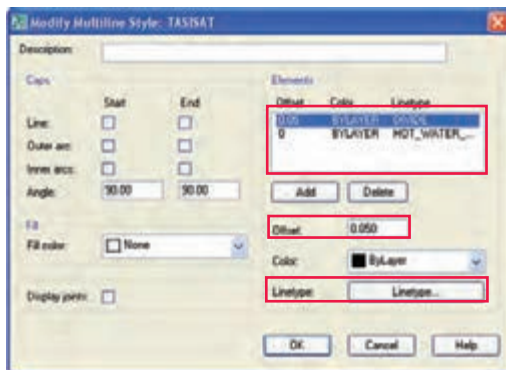 Modify Multiline Style: TASISAT
Description:
Caps
Start End
Line:
Outer arc:
Inner arcs:
Angle: 90.00 90.00
Fill
Fill color: None
Display joints:
Elements
Offset Color Linetype
0.05 BYLAYER DIVIDE
0 BYLAYER HOT_WATER_...
Add Delete
Offset: 0.050
Color: ByLayer
Linetype: Linetype...
OK Cancel Help